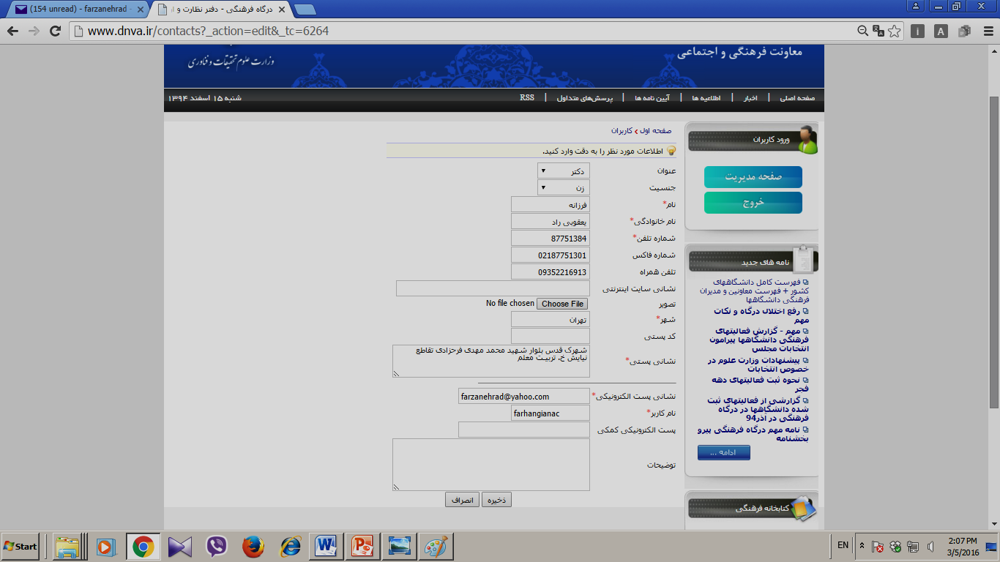 (154 unread) - farzanehrad -
درگاه فرهنگی - دفتر نظارت و ار
www.dnva.ir/contacts?_action=edit&_tc=6264
معاونت فرهنگی و اجتماعی
وزارت علوم تحقیقات و فناوری
صفحه اصلی | اخبار | اطلاعیه ها | آیین نامه ها | پرسش‌های متداول | RSS
شنبه ۱۵ اسفند ۱۳۹۴
صفحه اول › کاربران
اطلاعات مورد نظر را به دقت وارد کنید.
عنوان دکتر
جنسیت زن
نام* فرزانه
نام خانوادگی* یعقوبی راد
شماره تلفن* 87751384
شماره فاکس 02187751301
تلفن همراه 09352216913
نشانی سایت اینترنتی
تصویر Choose File No file chosen
شهر* تهران
کد پستی
نشانی پستی* شهرک قدس بلوار شهید محمد مهدی فرحزادی تقاطع
نیایش خ. تربیت معلم
نشانی پست الکترونیکی* farzanehrad@yahoo.com
نام کاربر* farhangianac
پست الکترونیکی کمکی
توضیحات
ذخیره انصراف
ورود کاربران
صفحه مدیریت
خروج
نامه های جدید
فهرست کامل دانشگاههای
کشور + فهرست معاونین و مدیران
فرهنگی دانشگاهها
رفع اختلال درگاه و نکات
مهم
مهم - گزارش فعالیتهای
فرهنگی دانشگاهها پیرامون
انتخابات مجلس
پیشنهادات وزارت علوم در
خصوص انتخابات
نحوه ثبت فعالیتهای دهه
فجر
گزارشی از فعالیتهای ثبت
شده دانشگاهها در درگاه
فرهنگی در آذر94
نامه مهم درگاه فرهنگی پیرو
بخشنامه
ادامه ...
کتابخانه فرهنگی
Start
EN
2:07 PM
3/5/2016